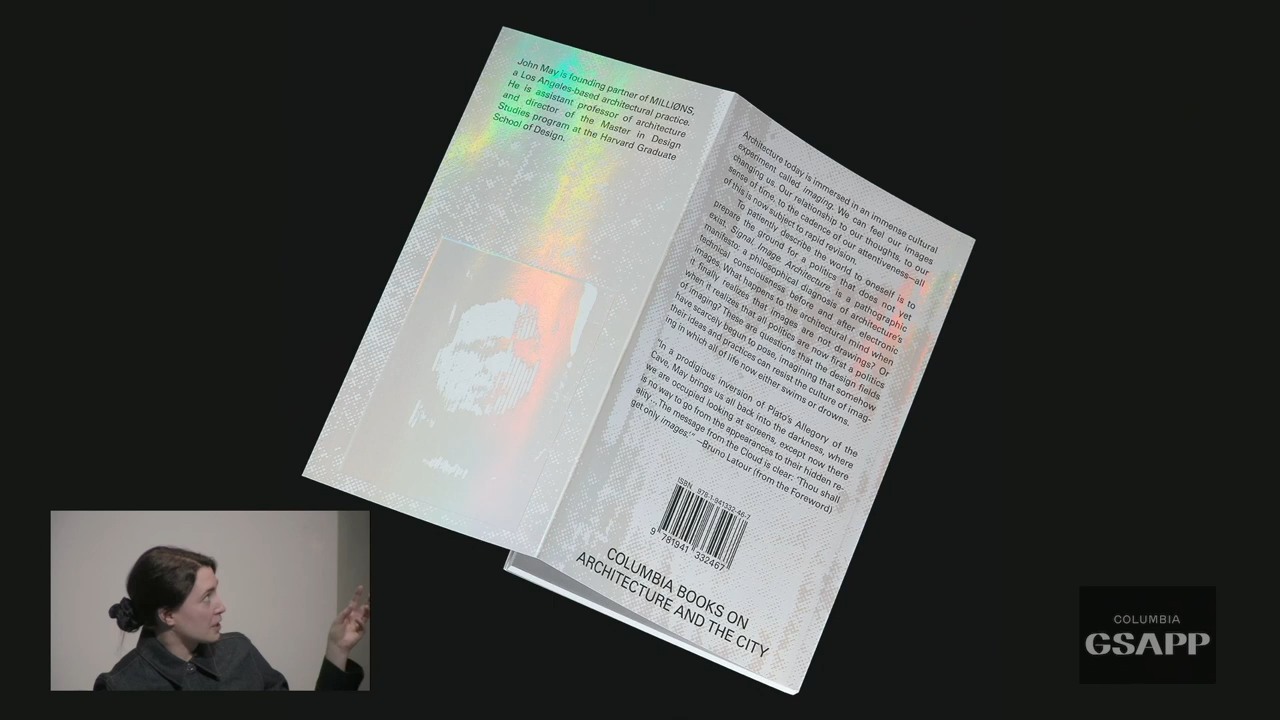 John May is founding partner of MILLIØNS,
a Los Angeles-based architectural practice.
He is assistant professor of architecture
and director of the Master in Design
Studies program at the Harvard Graduate
School of Design.
Architecture today is immersed in an immense cultural
experiment called imaging. We can feel our images
changing us. Our relationship to our thoughts, to our
sense of time, to the cadence of our attentiveness—all
of this is now subject to rapid revision.
To patiently describe the world to oneself is to
prepare the ground for a politics that does not yet
exist. Signal. Image. Architecture. is a pathographic
manifesto: a philosophical diagnosis of architecture's
technical consciousness before and after electronic
images. What happens to the architectural mind when
it finally realizes that images are not drawings? Or
when it realizes that all politics are now first a politics
of imaging? These are questions that the design fields
have scarcely begun to pose, imagining that somehow
their ideas and practices can resist the culture of imag-
ing in which all of life now either swims or drowns.
"In a prodigious inversion of Plato's Allegory of the
Cave, May brings us all back into the darkness, where
we are occupied looking at screens, except now there
is no way to go from the appearances to their hidden re-
ality... The message from the Cloud is clear: 'Thou shall
get only images.'" —Bruno Latour (from the Foreword)
ISBN 978-1-941332-46-7
9 781941 332467
COLUMBIA BOOKS ON
ARCHITECTURE AND THE CITY
COLUMBIA
GSAPP